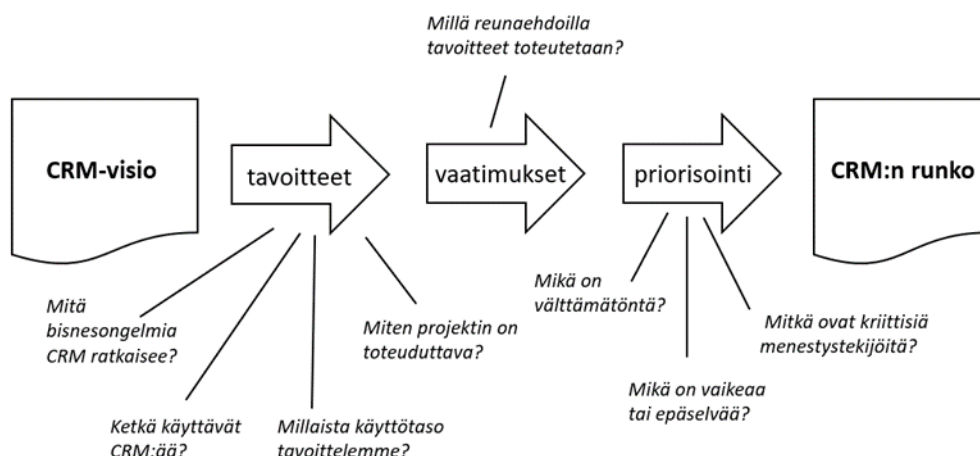 Millä reunaehdoilla
tavoitteet toteutetaan?
CRM-visio
tavoitteet
vaatimukset
priorisointi
CRM:n runko
Mitä
bisnesongelmia
CRM ratkaisee?
Ketkä käyttävät
CRM:ää?
Millaista käyttötaso
tavoittelemme?
Miten projektin on
toteuduttava?
Mikä on
välttämätöntä?
Mikä on vaikeaa
tai epäselvää?
Mitkä ovat kriittisiä
menestystekijöitä?